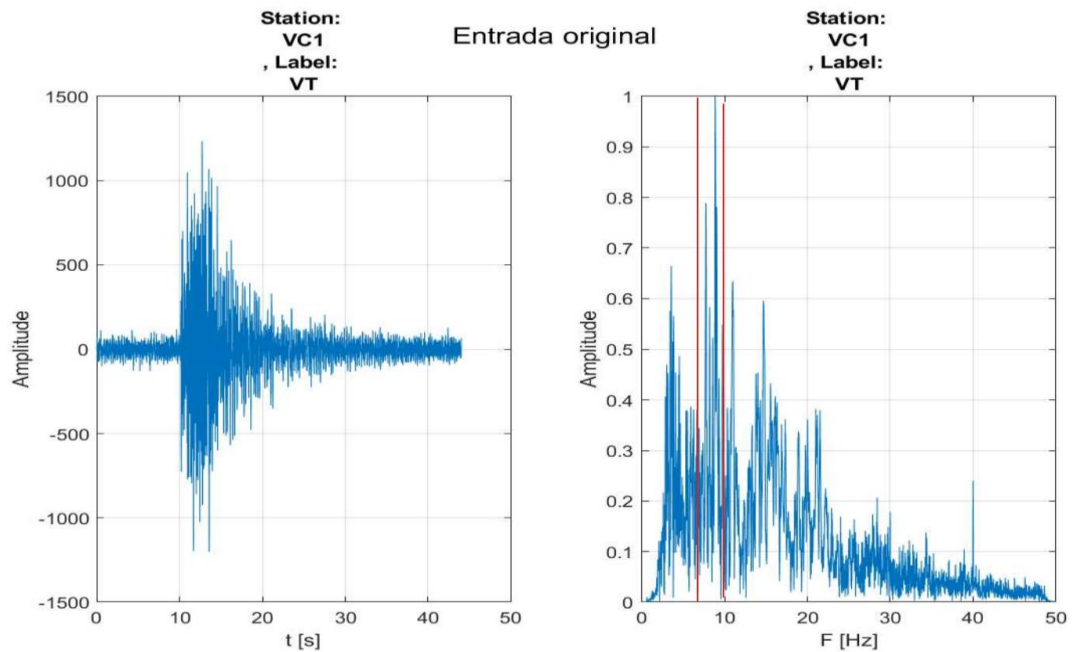 Entrada original
Station:
VC1
, Label:
VT
1500
1000
500
0
-500
-1000
-1500
Amplitude
0
10
20
30
40
50
t [s]
Station:
VC1
, Label:
VT
1
0.9
0.8
0.7
0.6
0.5
0.4
0.3
0.2
0.1
0
Amplitude
0
10
20
30
40
50
F [Hz]